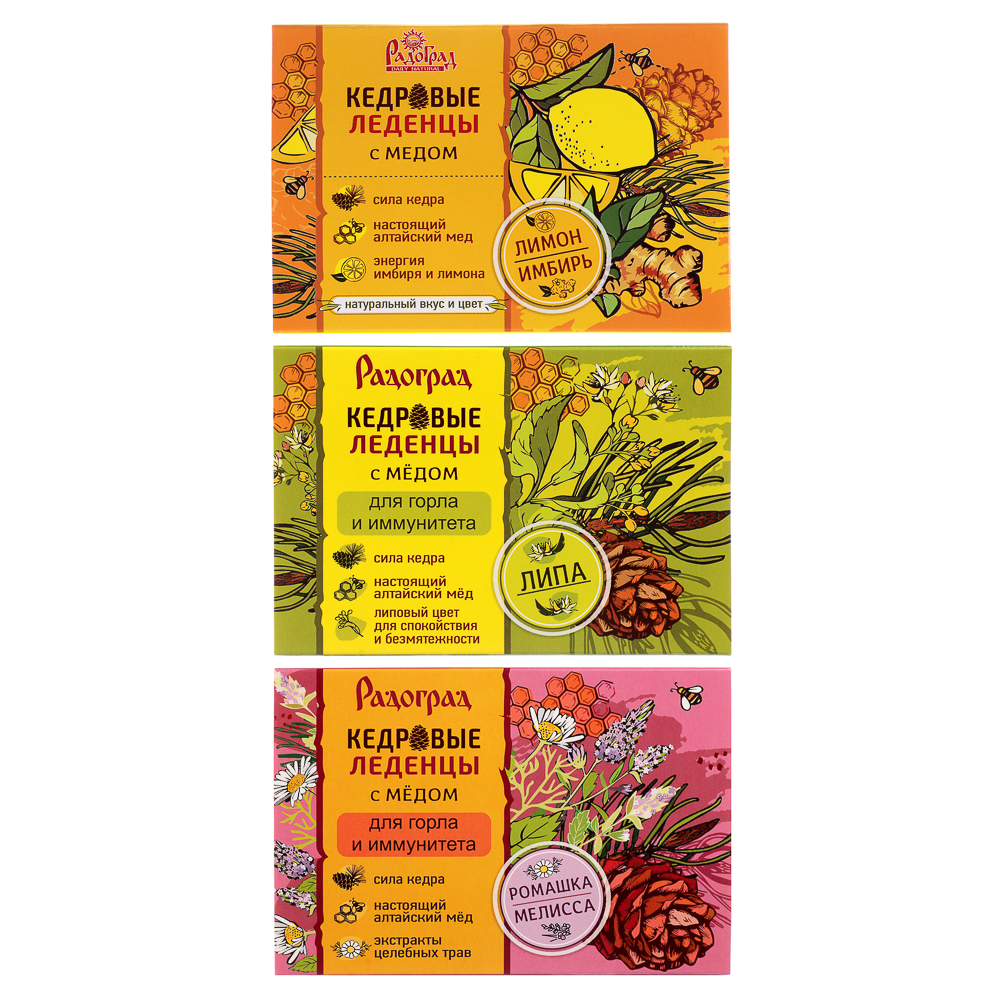 РадоГрад
DAILY NATURAL
КЕДРОВЫЕ
ЛЕДЕНЦЫ
с МЕДОМ
сила кедра
настоящий
алтайский мед
энергия
имбиря и лимона
натуральный вкус и цвет
ЛИМОН
ИМБИРЬ
Радоград
КЕДРОВЫЕ
ЛЕДЕНЦЫ
с МЁДОМ
для горла
и иммунитета
сила кедра
настоящий
алтайский мёд
липовый цвет
для спокойствия
и безмятежности
ЛИПА
Радоград
КЕДРОВЫЕ
ЛЕДЕНЦЫ
с МЁДОМ
для горла
и иммунитета
сила кедра
настоящий
алтайский мёд
экстракты
целебных трав
РОМАШКА
МЕЛИССА